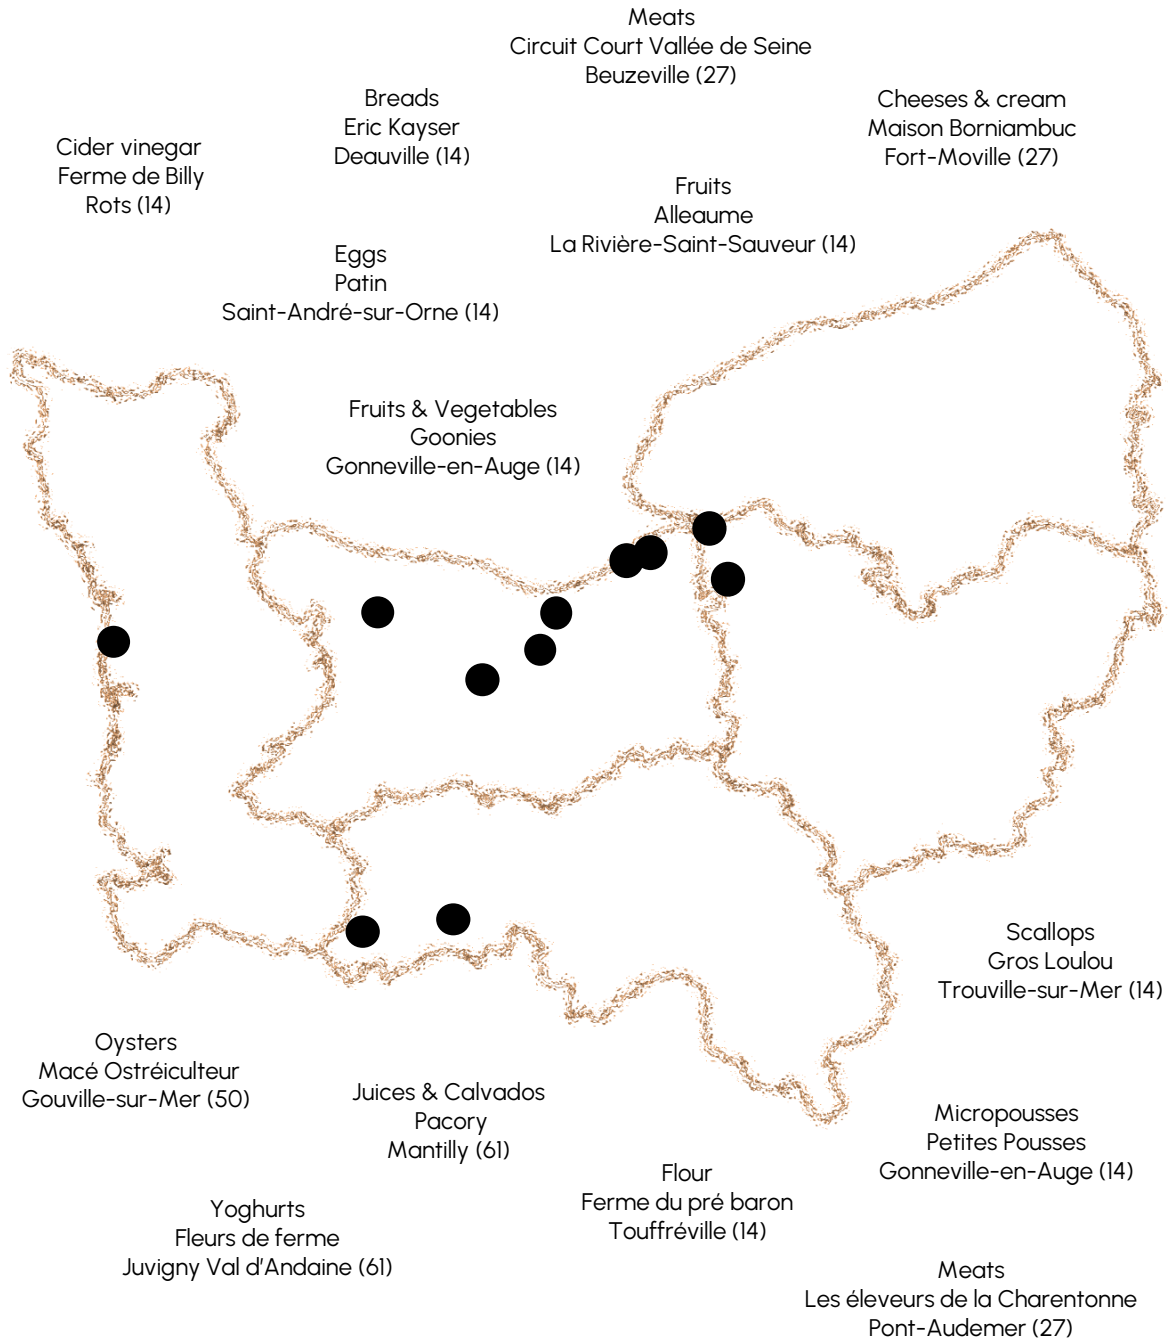 Meats
Circuit Court Vallée de Seine
Beuzeville (27)
Breads
Eric Kayser
Deauville (14)
Cheeses & cream
Maison Borniambuc
Fort-Moville (27)
Cider vinegar
Ferme de Billy
Rots (14)
Fruits
Alleaume
La Rivière-Saint-Sauveur (14)
Eggs
Patin
Saint-André-sur-Orne (14)
Fruits & Vegetables
Goonies
Gonneville-en-Auge (14)
Scallops
Gros Loulou
Trouville-sur-Mer (14)
Oysters
Macé Ostréiculteur
Gouville-sur-Mer (50)
Juices & Calvados
Pacory
Mantilly (61)
Micropousses
Petites Pousses
Gonneville-en-Auge (14)
Flour
Ferme du pré baron
Touffréville (14)
Yoghurts
Fleurs de ferme
Juvigny Val d'Andaine (61)
Meats
Les éleveurs de la Charentonne
Pont-Audemer (27)